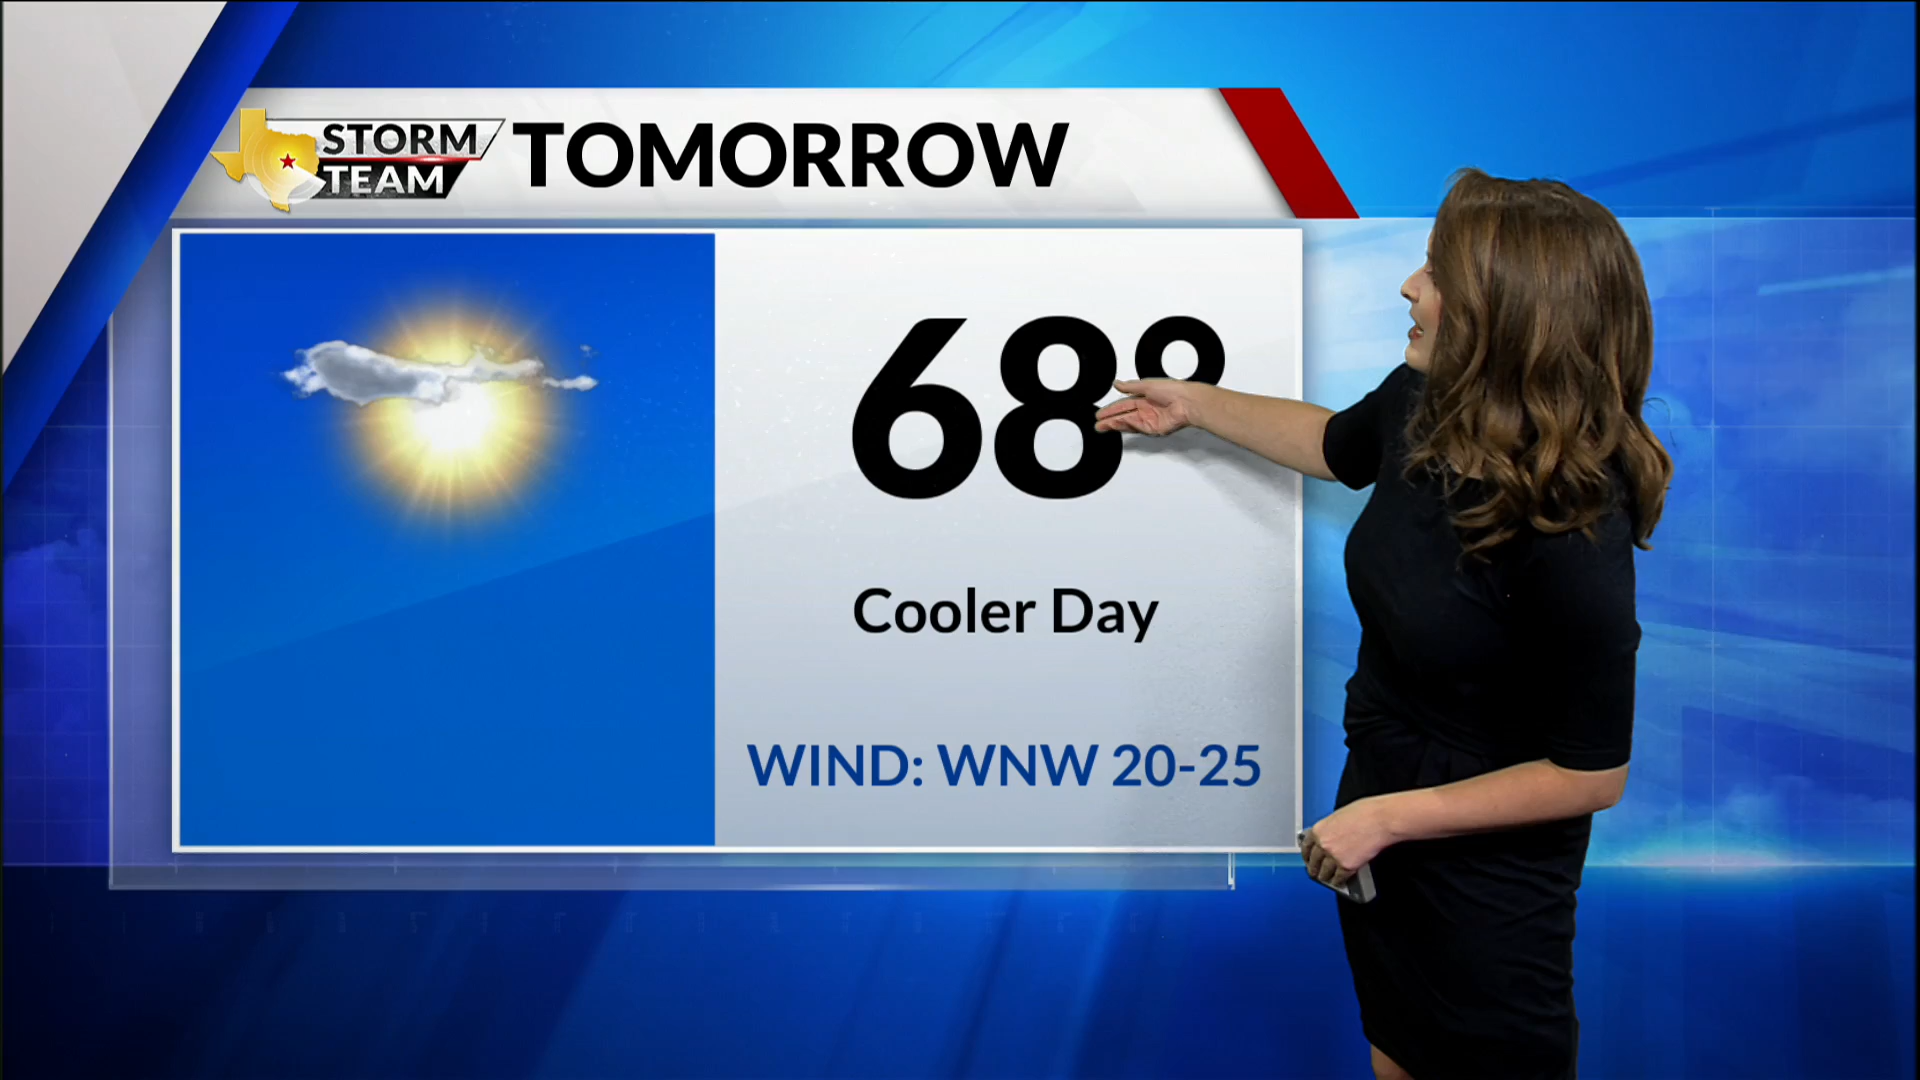 STORM
TEAM
TOMORROW
68°
Cooler Day
WIND: WNW 20-25